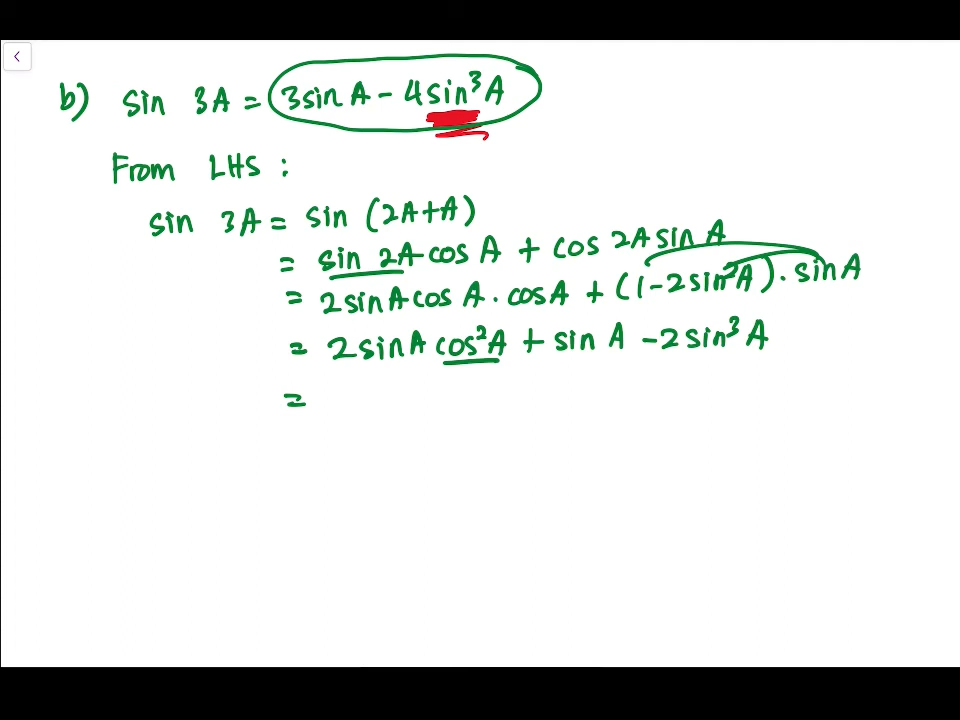 b) sin 3A = 3sin A - 4sin³A
From LHS :
sin 3A = sin (2A+A)
= sin 2A cos A + cos 2A sin A
= 2sinA cos A . cosA + (1-2sin²A) . sinA
= 2sinA cos²A + sin A - 2sin³A
=